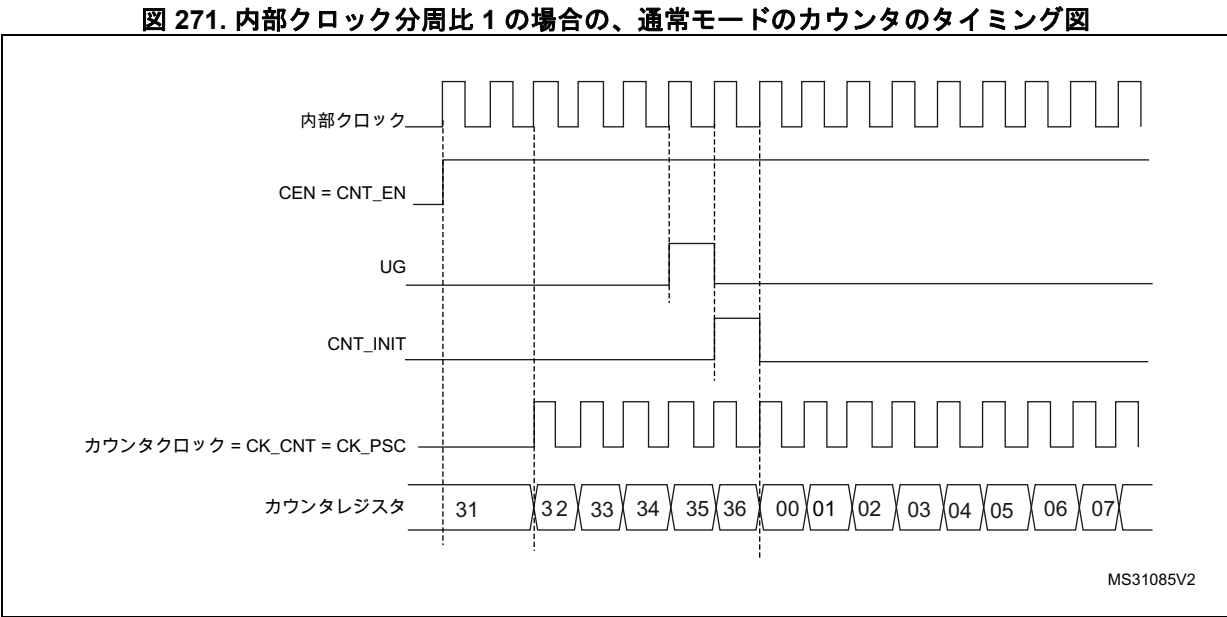 図 271. 内部クロック分周比 1 の場合の、通常モードのカウンタのタイミング図
内部クロック
CEN = CNT_EN
UG
CNT_INIT
カウンタクロック = CK_CNT = CK_PSC
カウンタレジスタ 31 32 33 34 35 36 00 01 02 03 04 05 06 07
MS31085V2